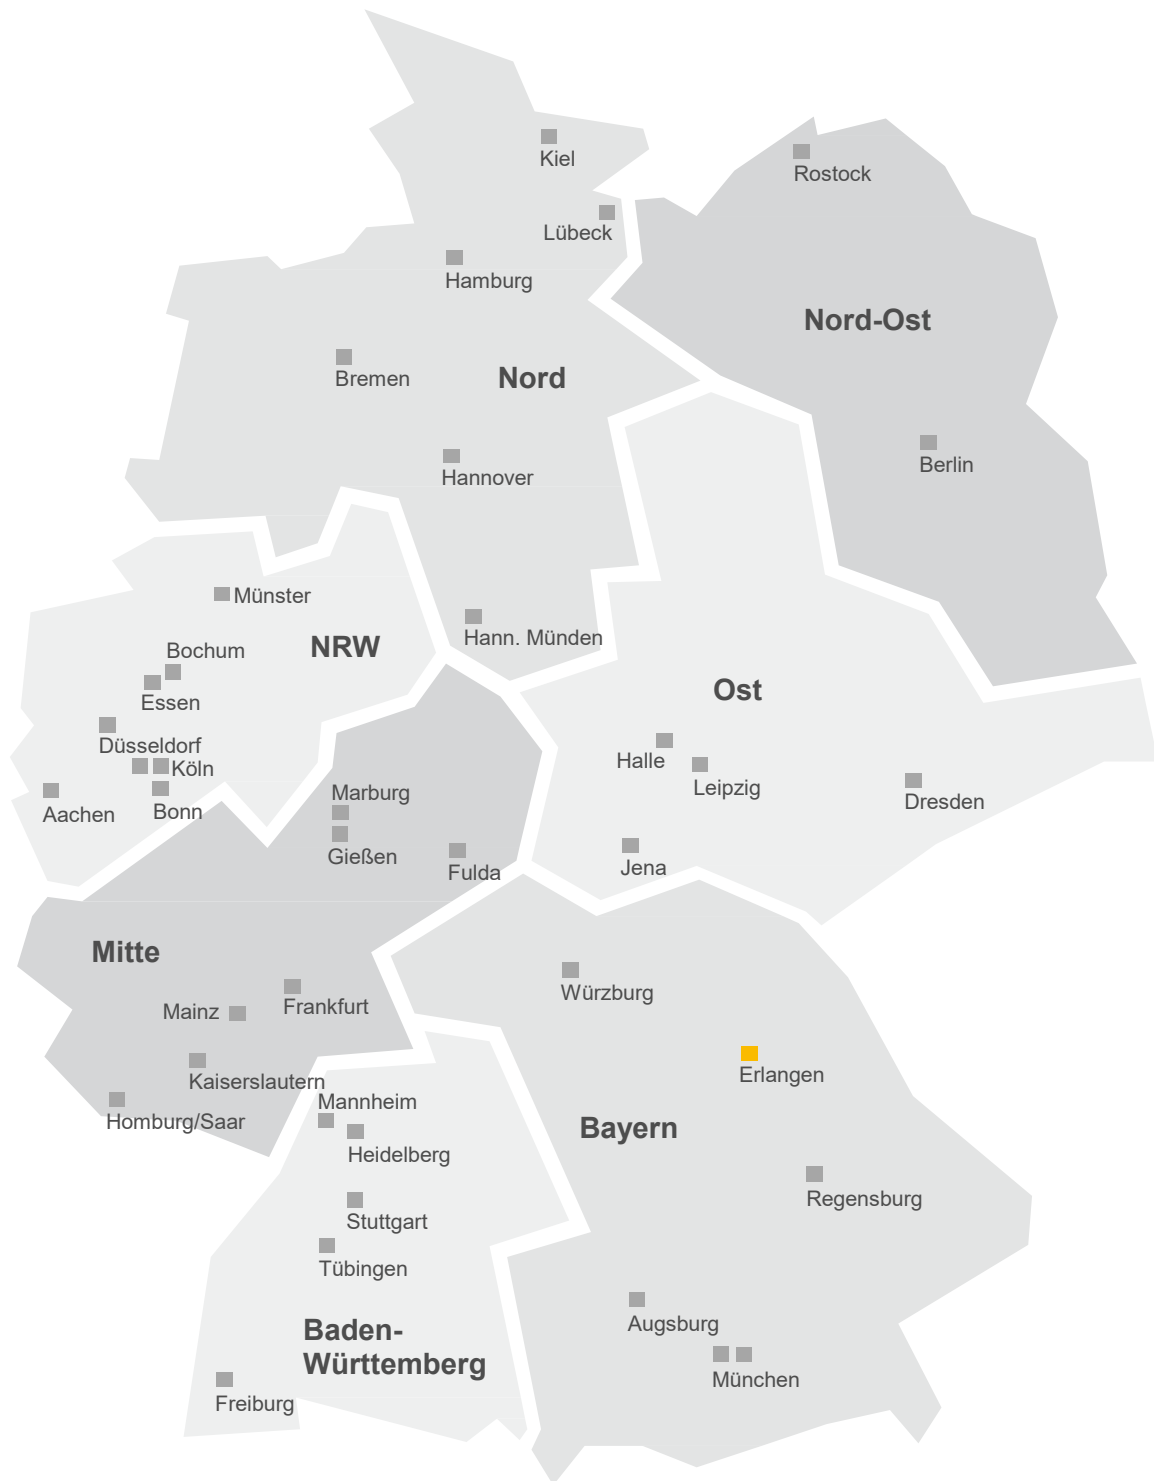 Kiel
Rostock
Lübeck
Hamburg
Nord-Ost
Bremen
Nord
Berlin
Hannover
Münster
Hann. Münden
NRW
Bochum
Essen
Ost
Düsseldorf
Halle
Köln
Leipzig
Marburg
Dresden
Aachen
Bonn
Gießen
Jena
Fulda
Mitte
Würzburg
Frankfurt
Mainz
Erlangen
Kaiserslautern
Mannheim
Homburg/Saar
Bayern
Heidelberg
Regensburg
Stuttgart
Tübingen
Augsburg
Baden-
Württemberg
München
Freiburg